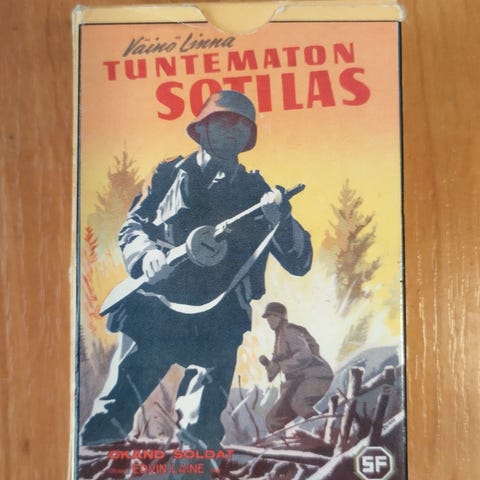 Väinö Linna
TUNTEMATON
SOTILAS
OKÄND SOLDAT
EDVIN LAINE
SF